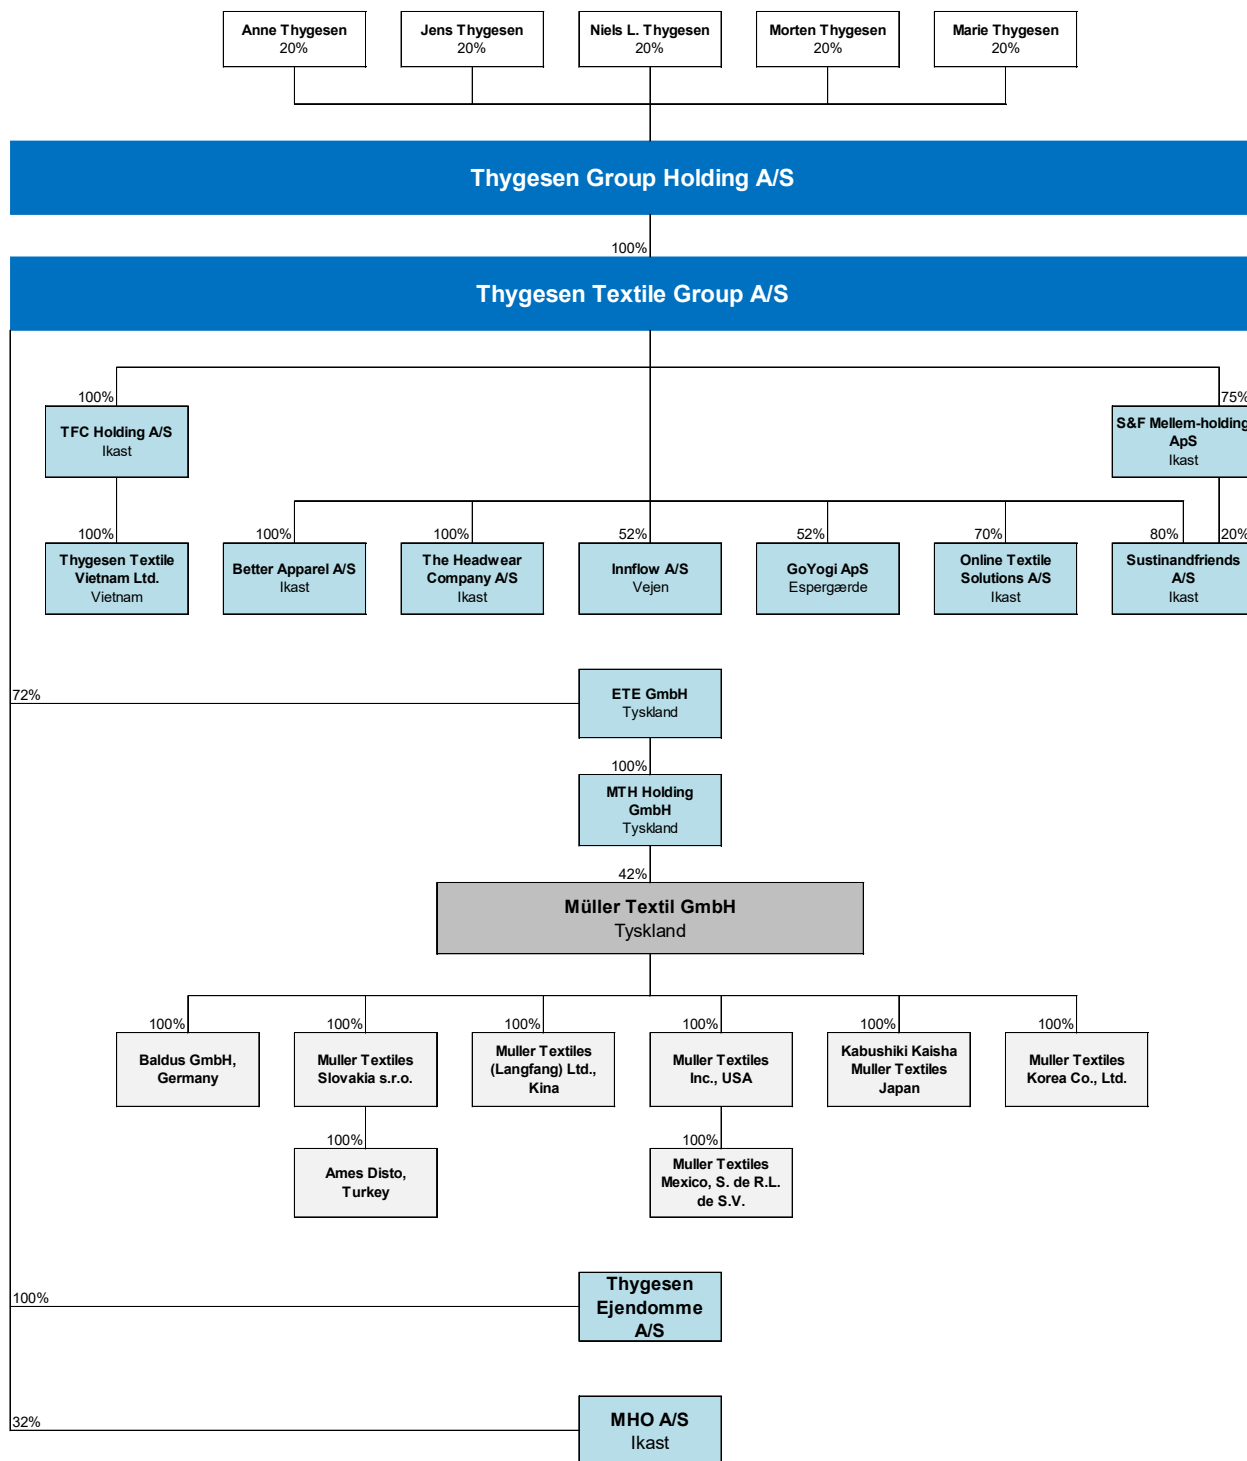 Anne Thygesen
20%
Jens Thygesen
20%
Niels L. Thygesen
20%
Morten Thygesen
20%
Marie Thygesen
20%
Thygesen Group Holding A/S
100%
Thygesen Textile Group A/S
100%
TFC Holding A/S
Ikast
75%
S&F Mellem-holding
ApS
Ikast
100%
Thygesen Textile
Vietnam Ltd.
Vietnam
100%
Better Apparel A/S
Ikast
100%
The Headwear
Company A/S
Ikast
52%
Innflow A/S
Vejen
52%
GoYogi ApS
Espergærde
70%
Online Textile
Solutions A/S
Ikast
80%
20%
Sustinandfriends
A/S
Ikast
72%
ETE GmbH
Tyskland
100%
MTH Holding
GmbH
Tyskland
42%
Müller Textil GmbH
Tyskland
100%
Baldus GmbH,
Germany
100%
Muller Textiles
Slovakia s.r.o.
100%
Muller Textiles
(Langfang) Ltd.,
Kina
100%
Muller Textiles
Inc., USA
100%
Kabushiki Kaisha
Muller Textiles
Japan
100%
Muller Textiles
Korea Co., Ltd.
100%
Ames Disto,
Turkey
100%
Muller Textiles
Mexico, S. de R.L.
de S.V.
100%
Thygesen
Ejendomme
A/S
32%
MHO A/S
Ikast